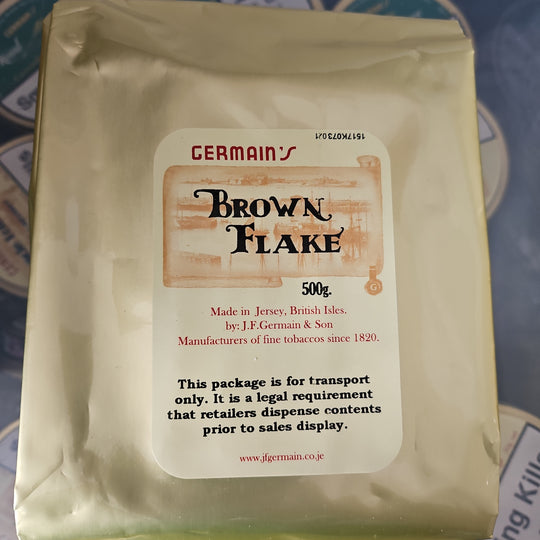 GERMAIN'S
1517K073021
BROWN
FLAKE
500g.
G
Made in Jersey, British Isles.
by: J.F.Germain & Son
Manufacturers of fine tobaccos since 1820.
This package is for transport
only. It is a legal requirement
that retailers dispense contents
prior to sales display.
www.jfgermain.co.je